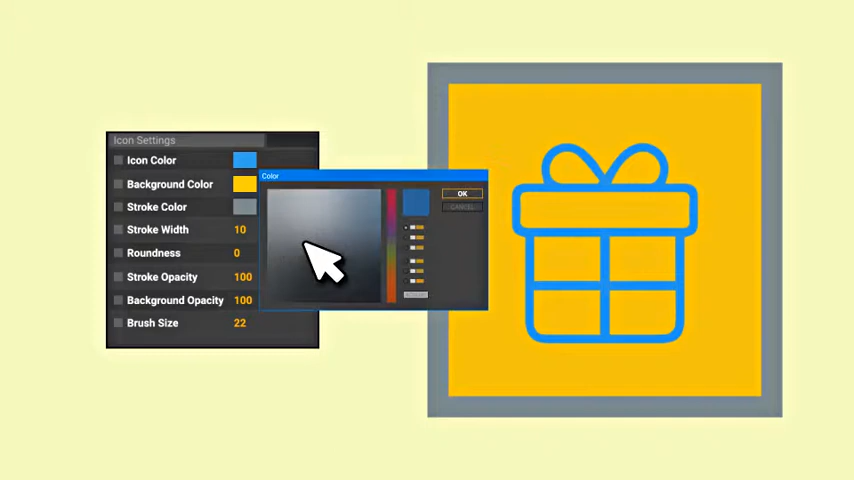 Icon Settings
Icon Color
Background Color
Stroke Color
Stroke Width 10
Roundness 0
Stroke Opacity 100
Background Opacity 100
Brush Size 22
Color
OK
CANCEL